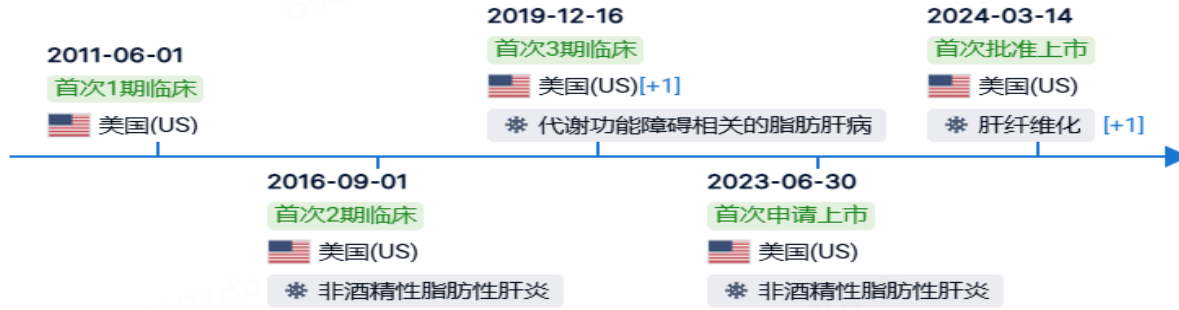 2011-06-01
首次1期临床
美国(US)
2016-09-01
首次2期临床
美国(US)
非酒精性脂肪性肝炎
2019-12-16
首次3期临床
美国(US)[+1]
代谢功能障碍相关的脂肪肝病
2023-06-30
首次申请上市
美国(US)
非酒精性脂肪性肝炎
2024-03-14
首次批准上市
美国(US)
肝纤维化 [+1]